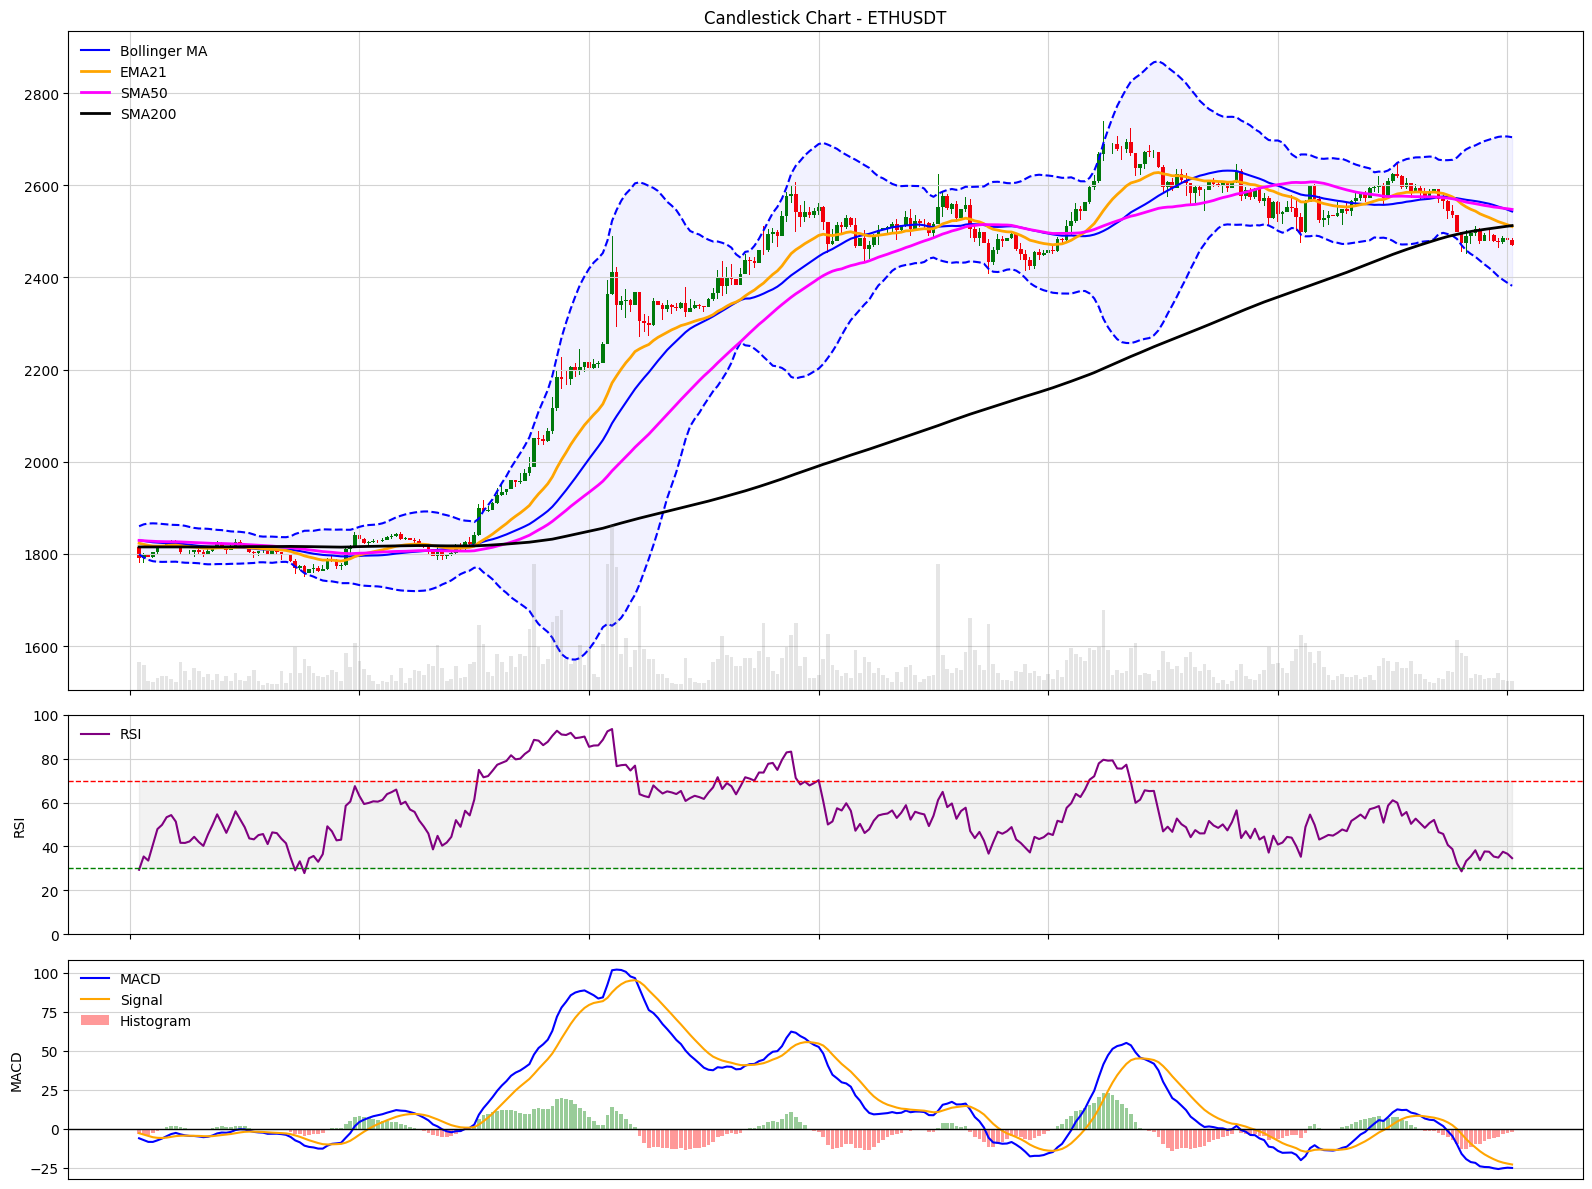 Candlestick Chart - ETHUSDT
Bollinger MA
EMA21
SMA50
SMA200
2800
2600
2400
2200
2000
1800
1600
RSI
100
80
60
40
20
0
RSI
MACD
Signal
Histogram
100
75
50
25
0
−25
MACD